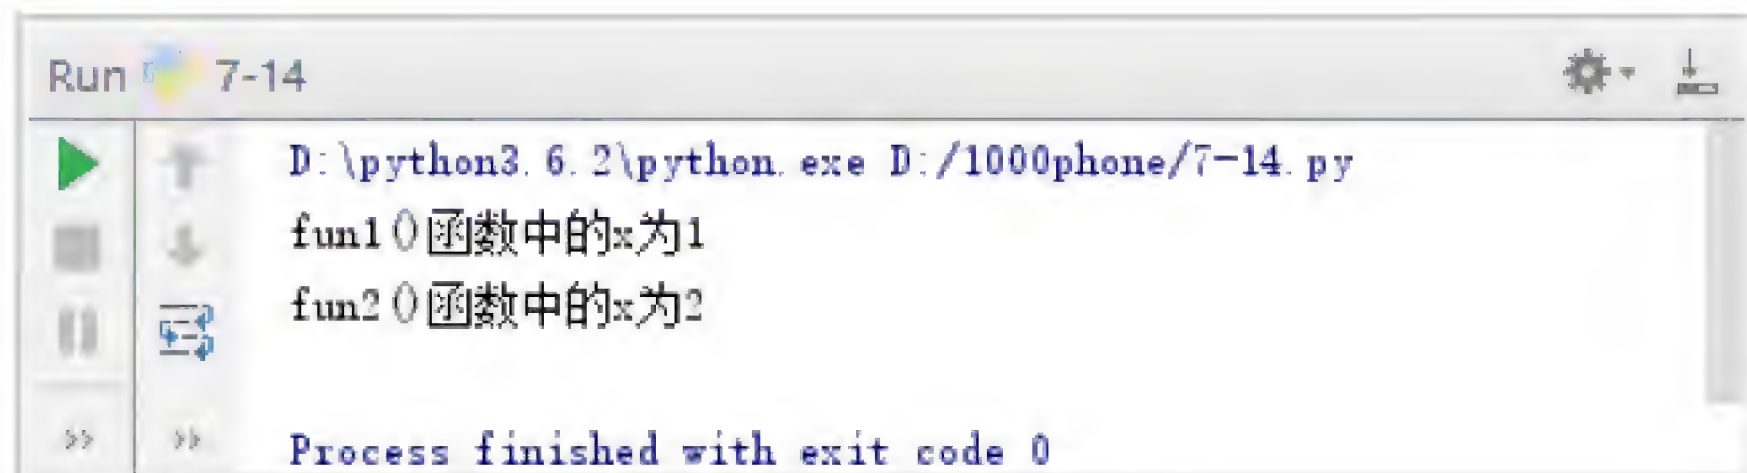 Run 7-14
D:\python3.6.2\python.exe D:/1000phone/7-14.py
fun1()函数中的x为1
fun2()函数中的x为2
Process finished with exit code 0